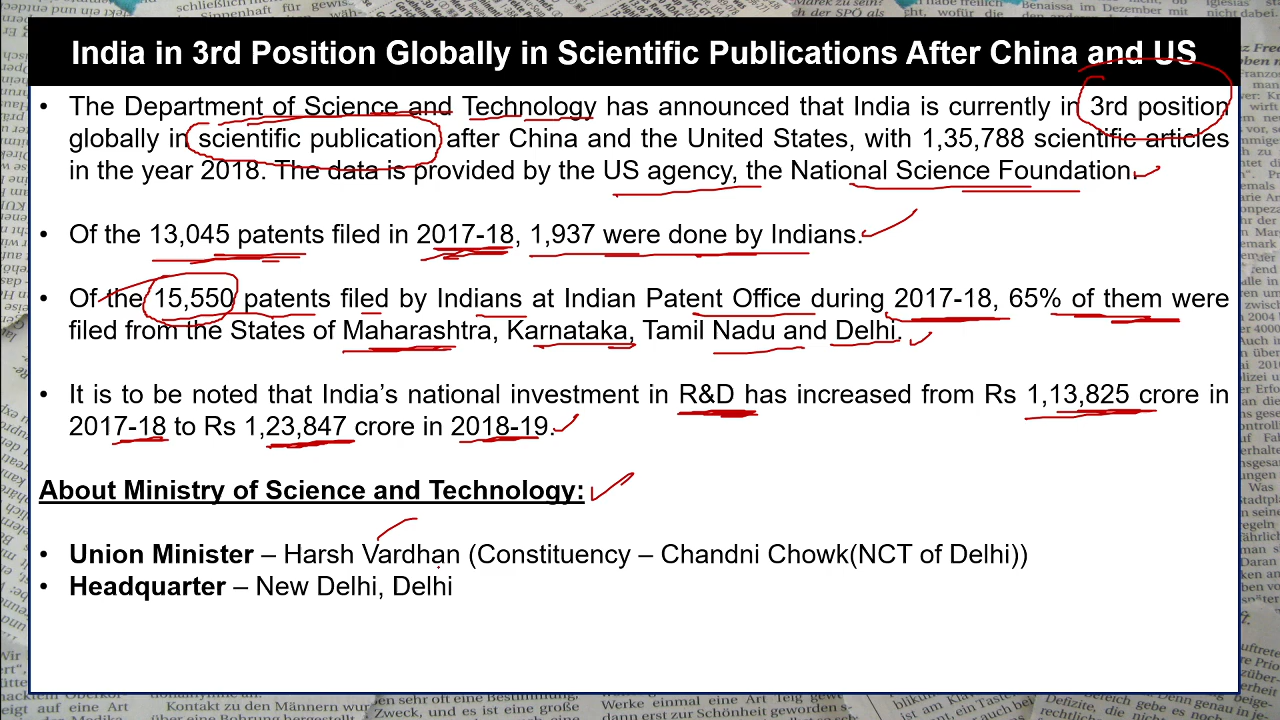 India in 3rd Position Globally in Scientific Publications After China and US
• The Department of Science and Technology has announced that India is currently in 3rd position
globally in scientific publication after China and the United States, with 1,35,788 scientific articles
in the year 2018. The data is provided by the US agency, the National Science Foundation.
• Of the 13,045 patents filed in 2017-18, 1,937 were done by Indians.
• Of the 15,550 patents filed by Indians at Indian Patent Office during 2017-18, 65% of them were
filed from the States of Maharashtra, Karnataka, Tamil Nadu and Delhi.
• It is to be noted that India’s national investment in R&D has increased from Rs 1,13,825 crore in
2017-18 to Rs 1,23,847 crore in 2018-19.
About Ministry of Science and Technology:
• Union Minister – Harsh Vardhan (Constituency – Chandni Chowk(NCT of Delhi))
• Headquarter – New Delhi, Delhi